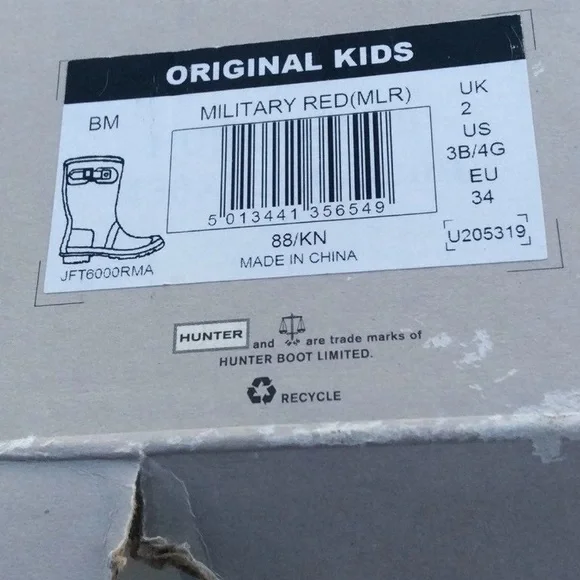 ORIGINAL KIDS
BM
MILITARY RED(MLR)
UK
2
US
3B/4G
EU
34
5 013441 356549
88/KN
MADE IN CHINA
U205319
JFT6000RMA
HUNTER and are trade marks of
HUNTER BOOT LIMITED.
RECYCLE